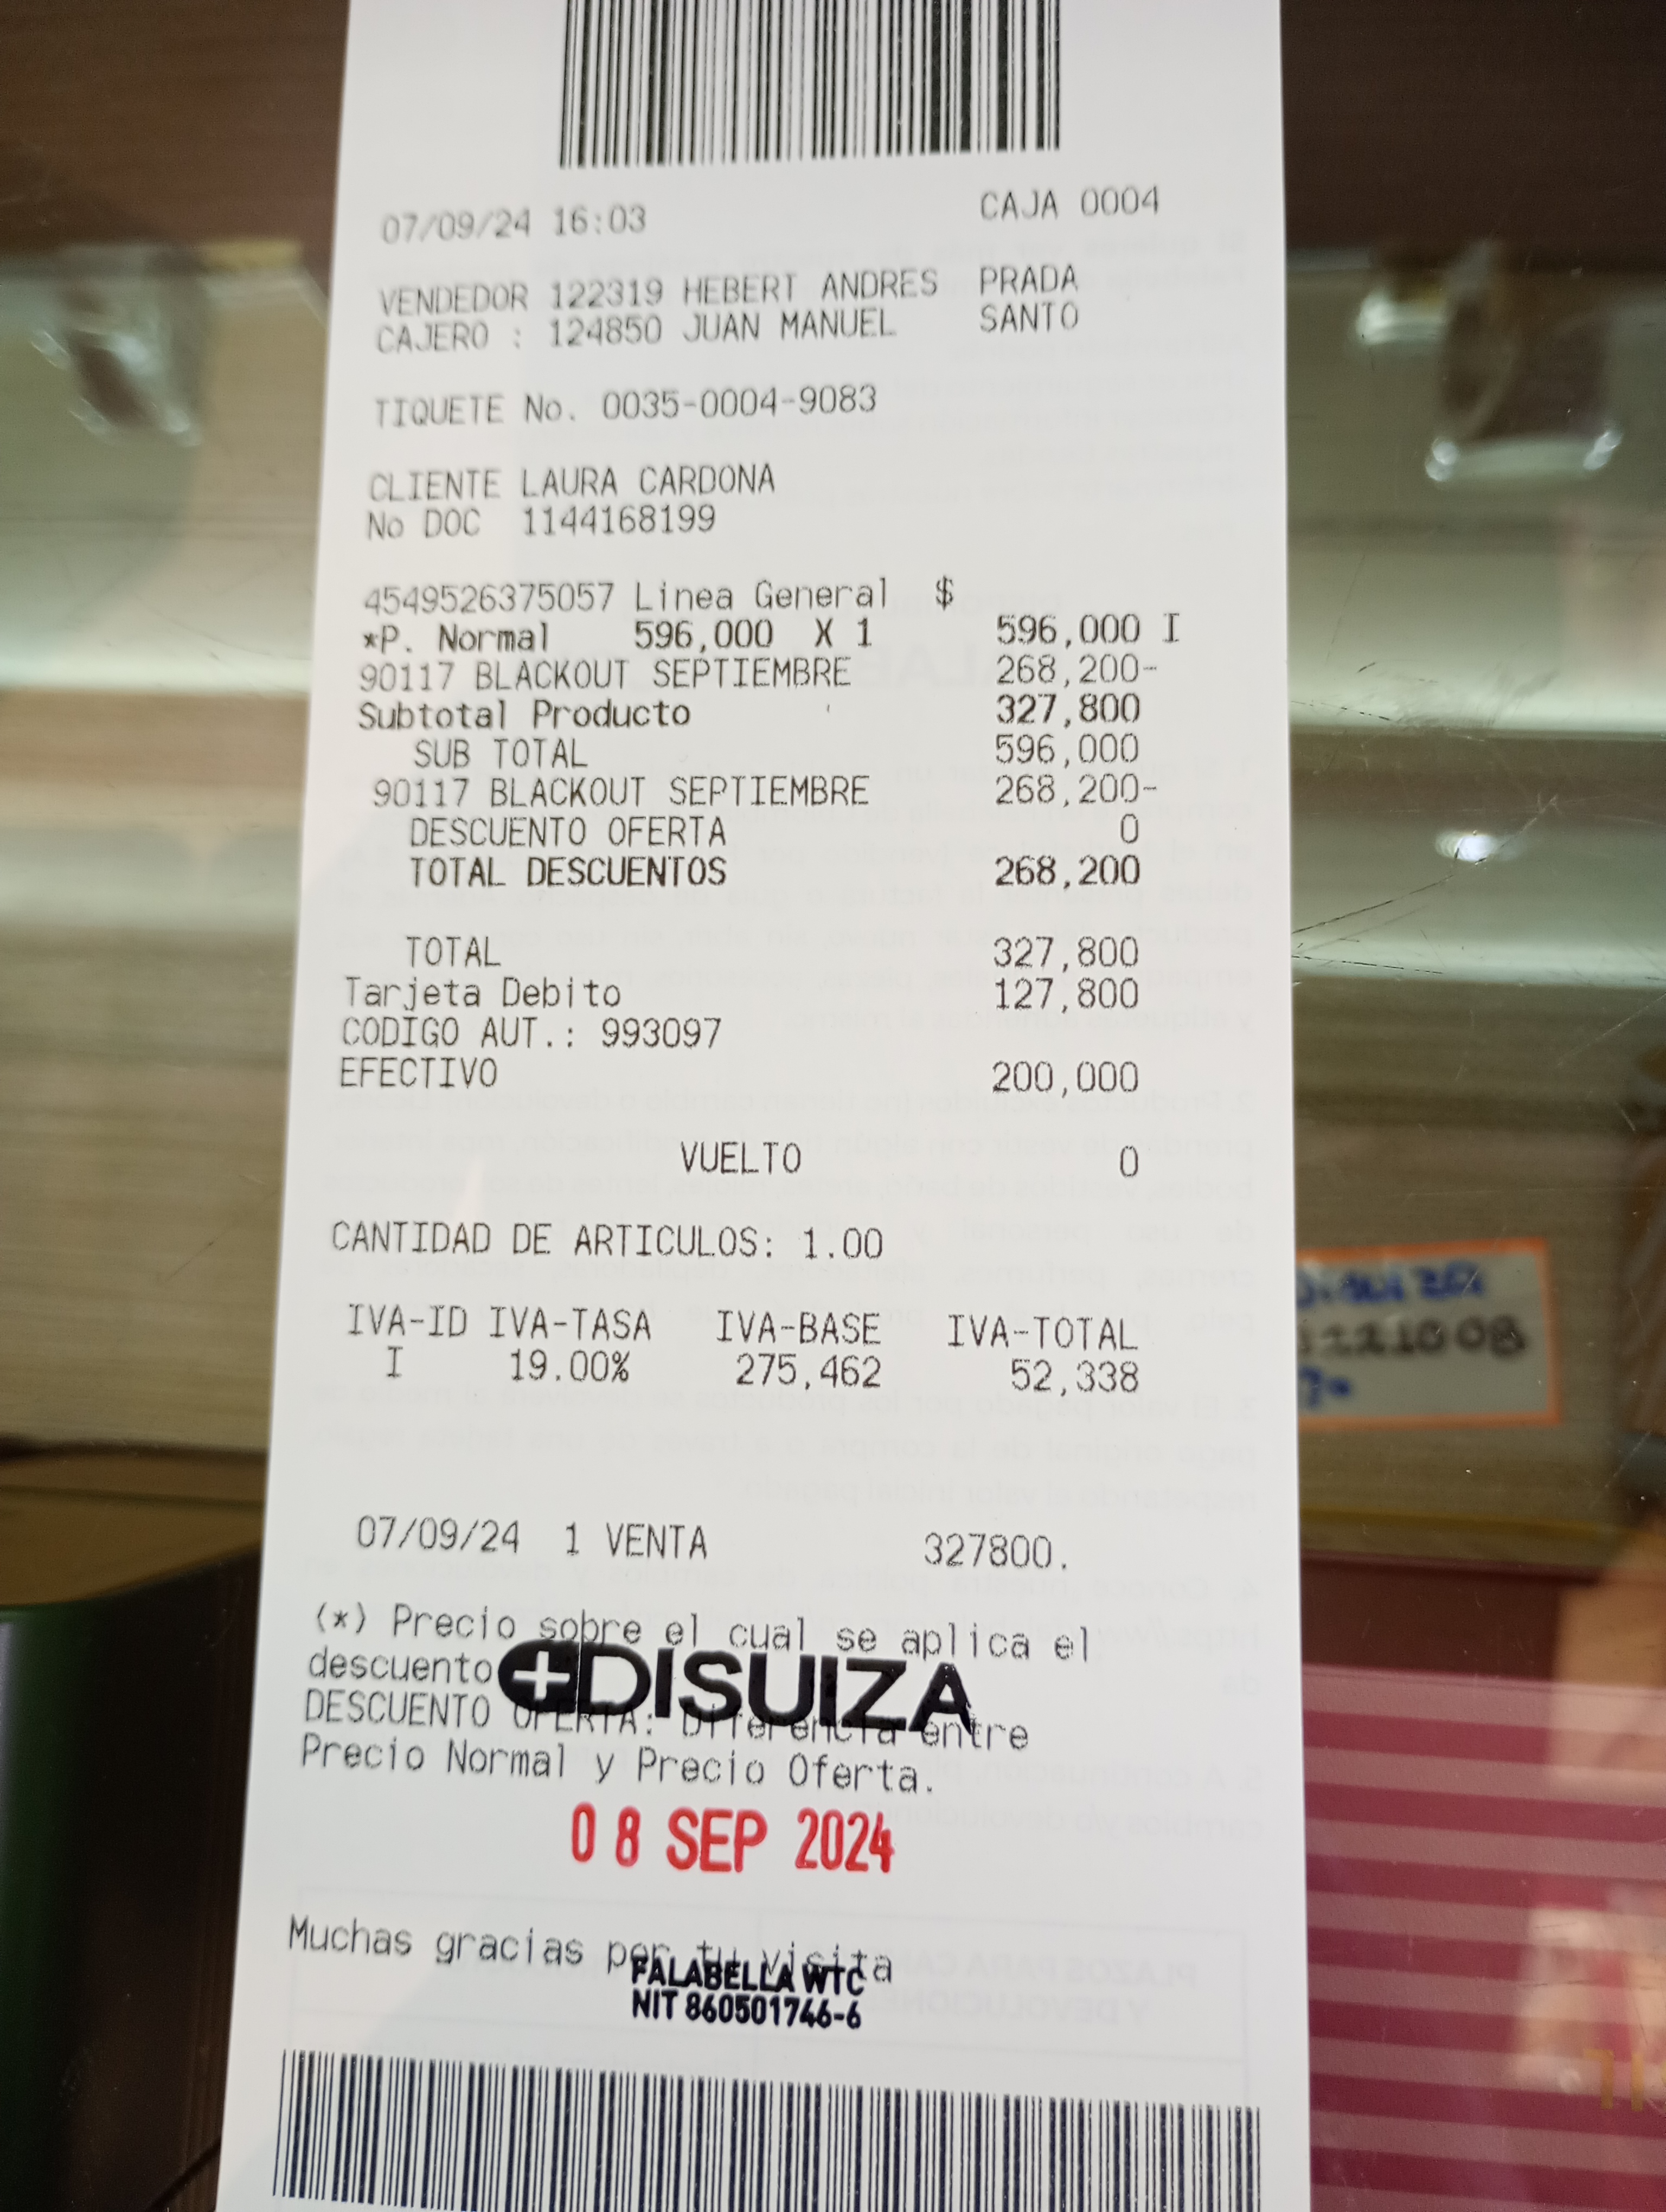 07/09/24 16:03 CAJA 0004
VENDEDOR 122319 HEBERT ANDRES PRADA
CAJERO : 124850 JUAN MANUEL SANTO
TIQUETE No. 0035-0004-9083
CLIENTE LAURA CARDONA
No DOC 1144168199
4549526375057 Linea General $
*P. Normal 596,000 X 1 596,000 I
90117 BLACKOUT SEPTIEMBRE 268,200-
Subtotal Producto 327,800
SUB TOTAL 596,000
90117 BLACKOUT SEPTIEMBRE 268,200-
DESCUENTO OFERTA 0
TOTAL DESCUENTOS 268,200
TOTAL 327,800
Tarjeta Debito 127,800
CODIGO AUT.: 993097
EFECTIVO 200,000
VUELTO 0
CANTIDAD DE ARTICULOS: 1.00
IVA-ID IVA-TASA IVA-BASE IVA-TOTAL
I 19.00% 275,462 52,338
07/09/24 1 VENTA 327800.
(*) Precio sobre el cual se aplica el
descuento
DISUIZA
DESCUENTO OFERTA: Diferencia entre
Precio Normal y Precio Oferta.
08 SEP 2024
Muchas gracias por tu visita
FALABELLA WTC
NIT 860501746-6